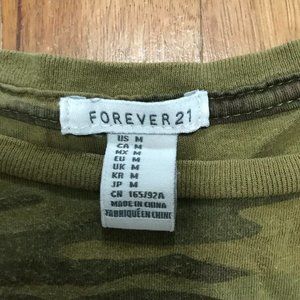 FOREVER 21
US M
CA M
MX M
EU M
UK M
KR M
JP M
CN 165/92A
MADE IN CHINA
FABRIQUÉ EN CHINE